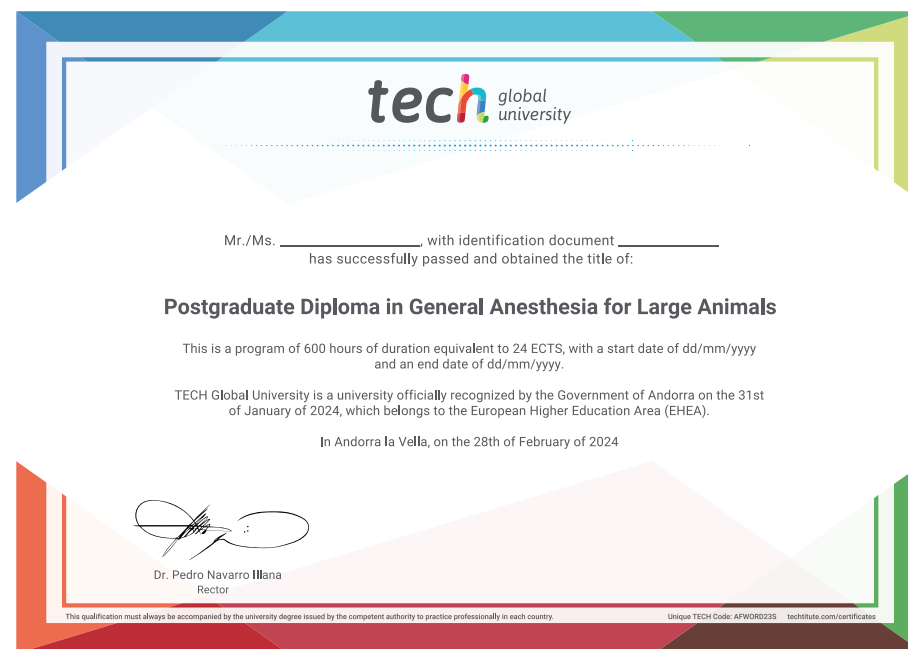 tech global university
Mr./Ms. ____________, with identification document ____________
has successfully passed and obtained the title of:
Postgraduate Diploma in General Anesthesia for Large Animals
This is a program of 600 hours of duration equivalent to 24 ECTS, with a start date of dd/mm/yyyy
and an end date of dd/mm/yyyy.
TECH Global University is a university officially recognized by the Government of Andorra on the 31st
of January of 2024, which belongs to the European Higher Education Area (EHEA).
In Andorra la Vella, on the 28th of February of 2024
Dr. Pedro Navarro Illana
Rector
This qualification must always be accompanied by the university degree issued by the competent authority to practice professionally in each country.
Unique TECH Code: AFWORD23S techtitute.com/certificates